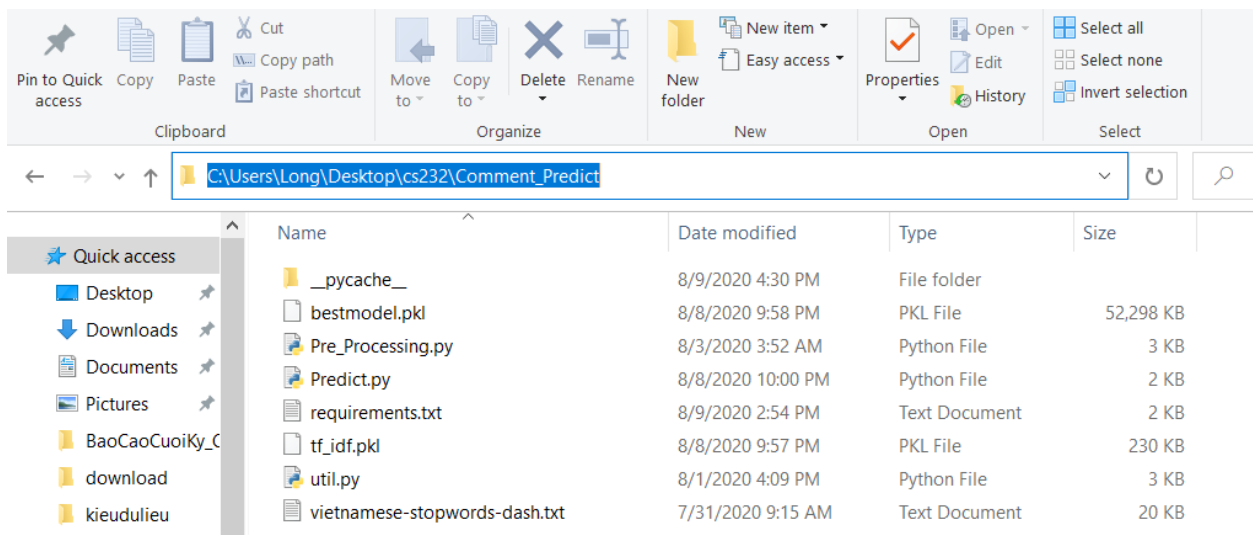 Pin to Quick access
Copy
Paste
Cut
Copy path
Paste shortcut
Clipboard
Move to
Copy to
Delete
Rename
Organize
New folder
New item
Easy access
New
Properties
Open
Edit
History
Open
Select all
Select none
Invert selection
Select
C:\Users\Long\Desktop\cs232\Comment_Predict
Quick access
Desktop
Downloads
Documents
Pictures
BaoCaoCuoiKy_C
download
kieudulieu
Name Date modified Type Size
__pycache__ 8/9/2020 4:30 PM File folder
bestmodel.pkl 8/8/2020 9:58 PM PKL File 52,298 KB
Pre_Processing.py 8/3/2020 3:52 AM Python File 3 KB
Predict.py 8/8/2020 10:00 PM Python File 2 KB
requirements.txt 8/9/2020 2:54 PM Text Document 2 KB
tf_idf.pkl 8/8/2020 9:57 PM PKL File 230 KB
util.py 8/1/2020 4:09 PM Python File 3 KB
vietnamese-stopwords-dash.txt 7/31/2020 9:15 AM Text Document 20 KB